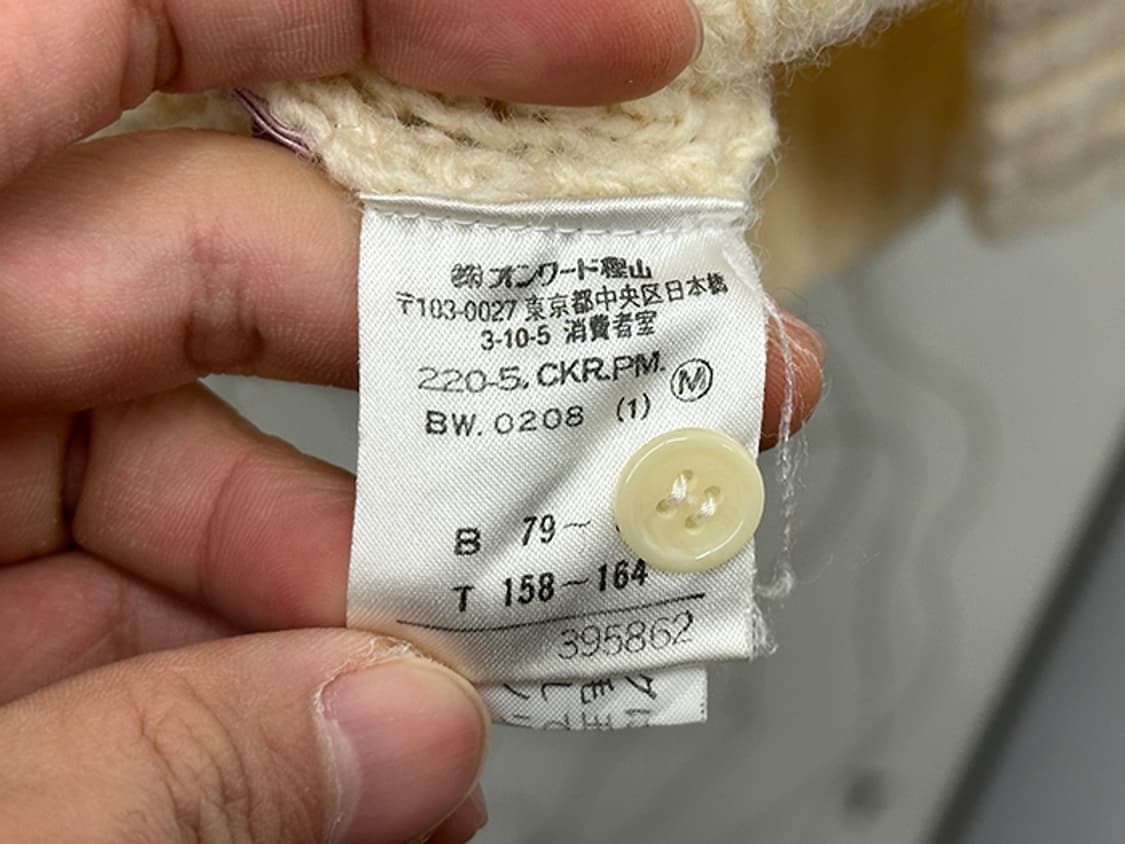 ㈱オンワード樫山
〒103-0027 東京都中央区日本橋
3-10-5 消費者室
220-5. CKR.PM. Ⓜ
BW. 0208 (1)
B 79~
T 158~164
395862